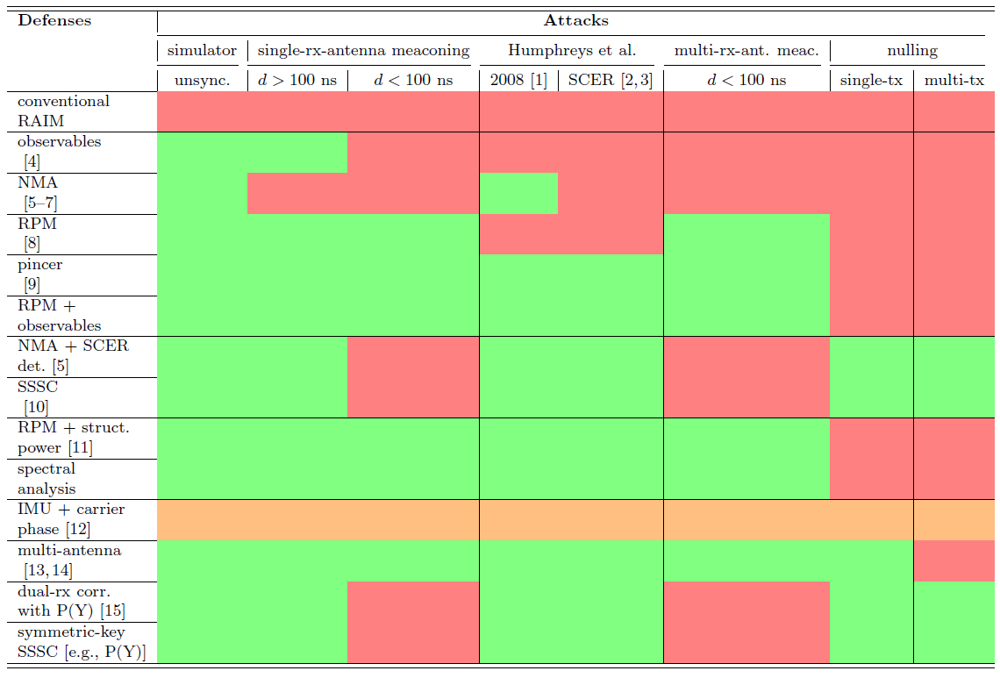 Defenses Attacks
simulator single-rx-antenna meaconing Humphreys et al. multi-rx-ant. meac. nulling
unsync. d > 100 ns d < 100 ns 2008 [1] SCER [2,3] d < 100 ns single-tx multi-tx
conventional
RAIM
observables
[4]
NMA
[5–7]
RPM
[8]
pincer
[9]
RPM +
observables
NMA + SCER
det. [5]
SSSC
[10]
RPM + struct.
power [11]
spectral
analysis
IMU + carrier
phase [12]
multi-antenna
[13,14]
dual-rx corr.
with P(Y) [15]
symmetric-key
SSSC [e.g., P(Y)]